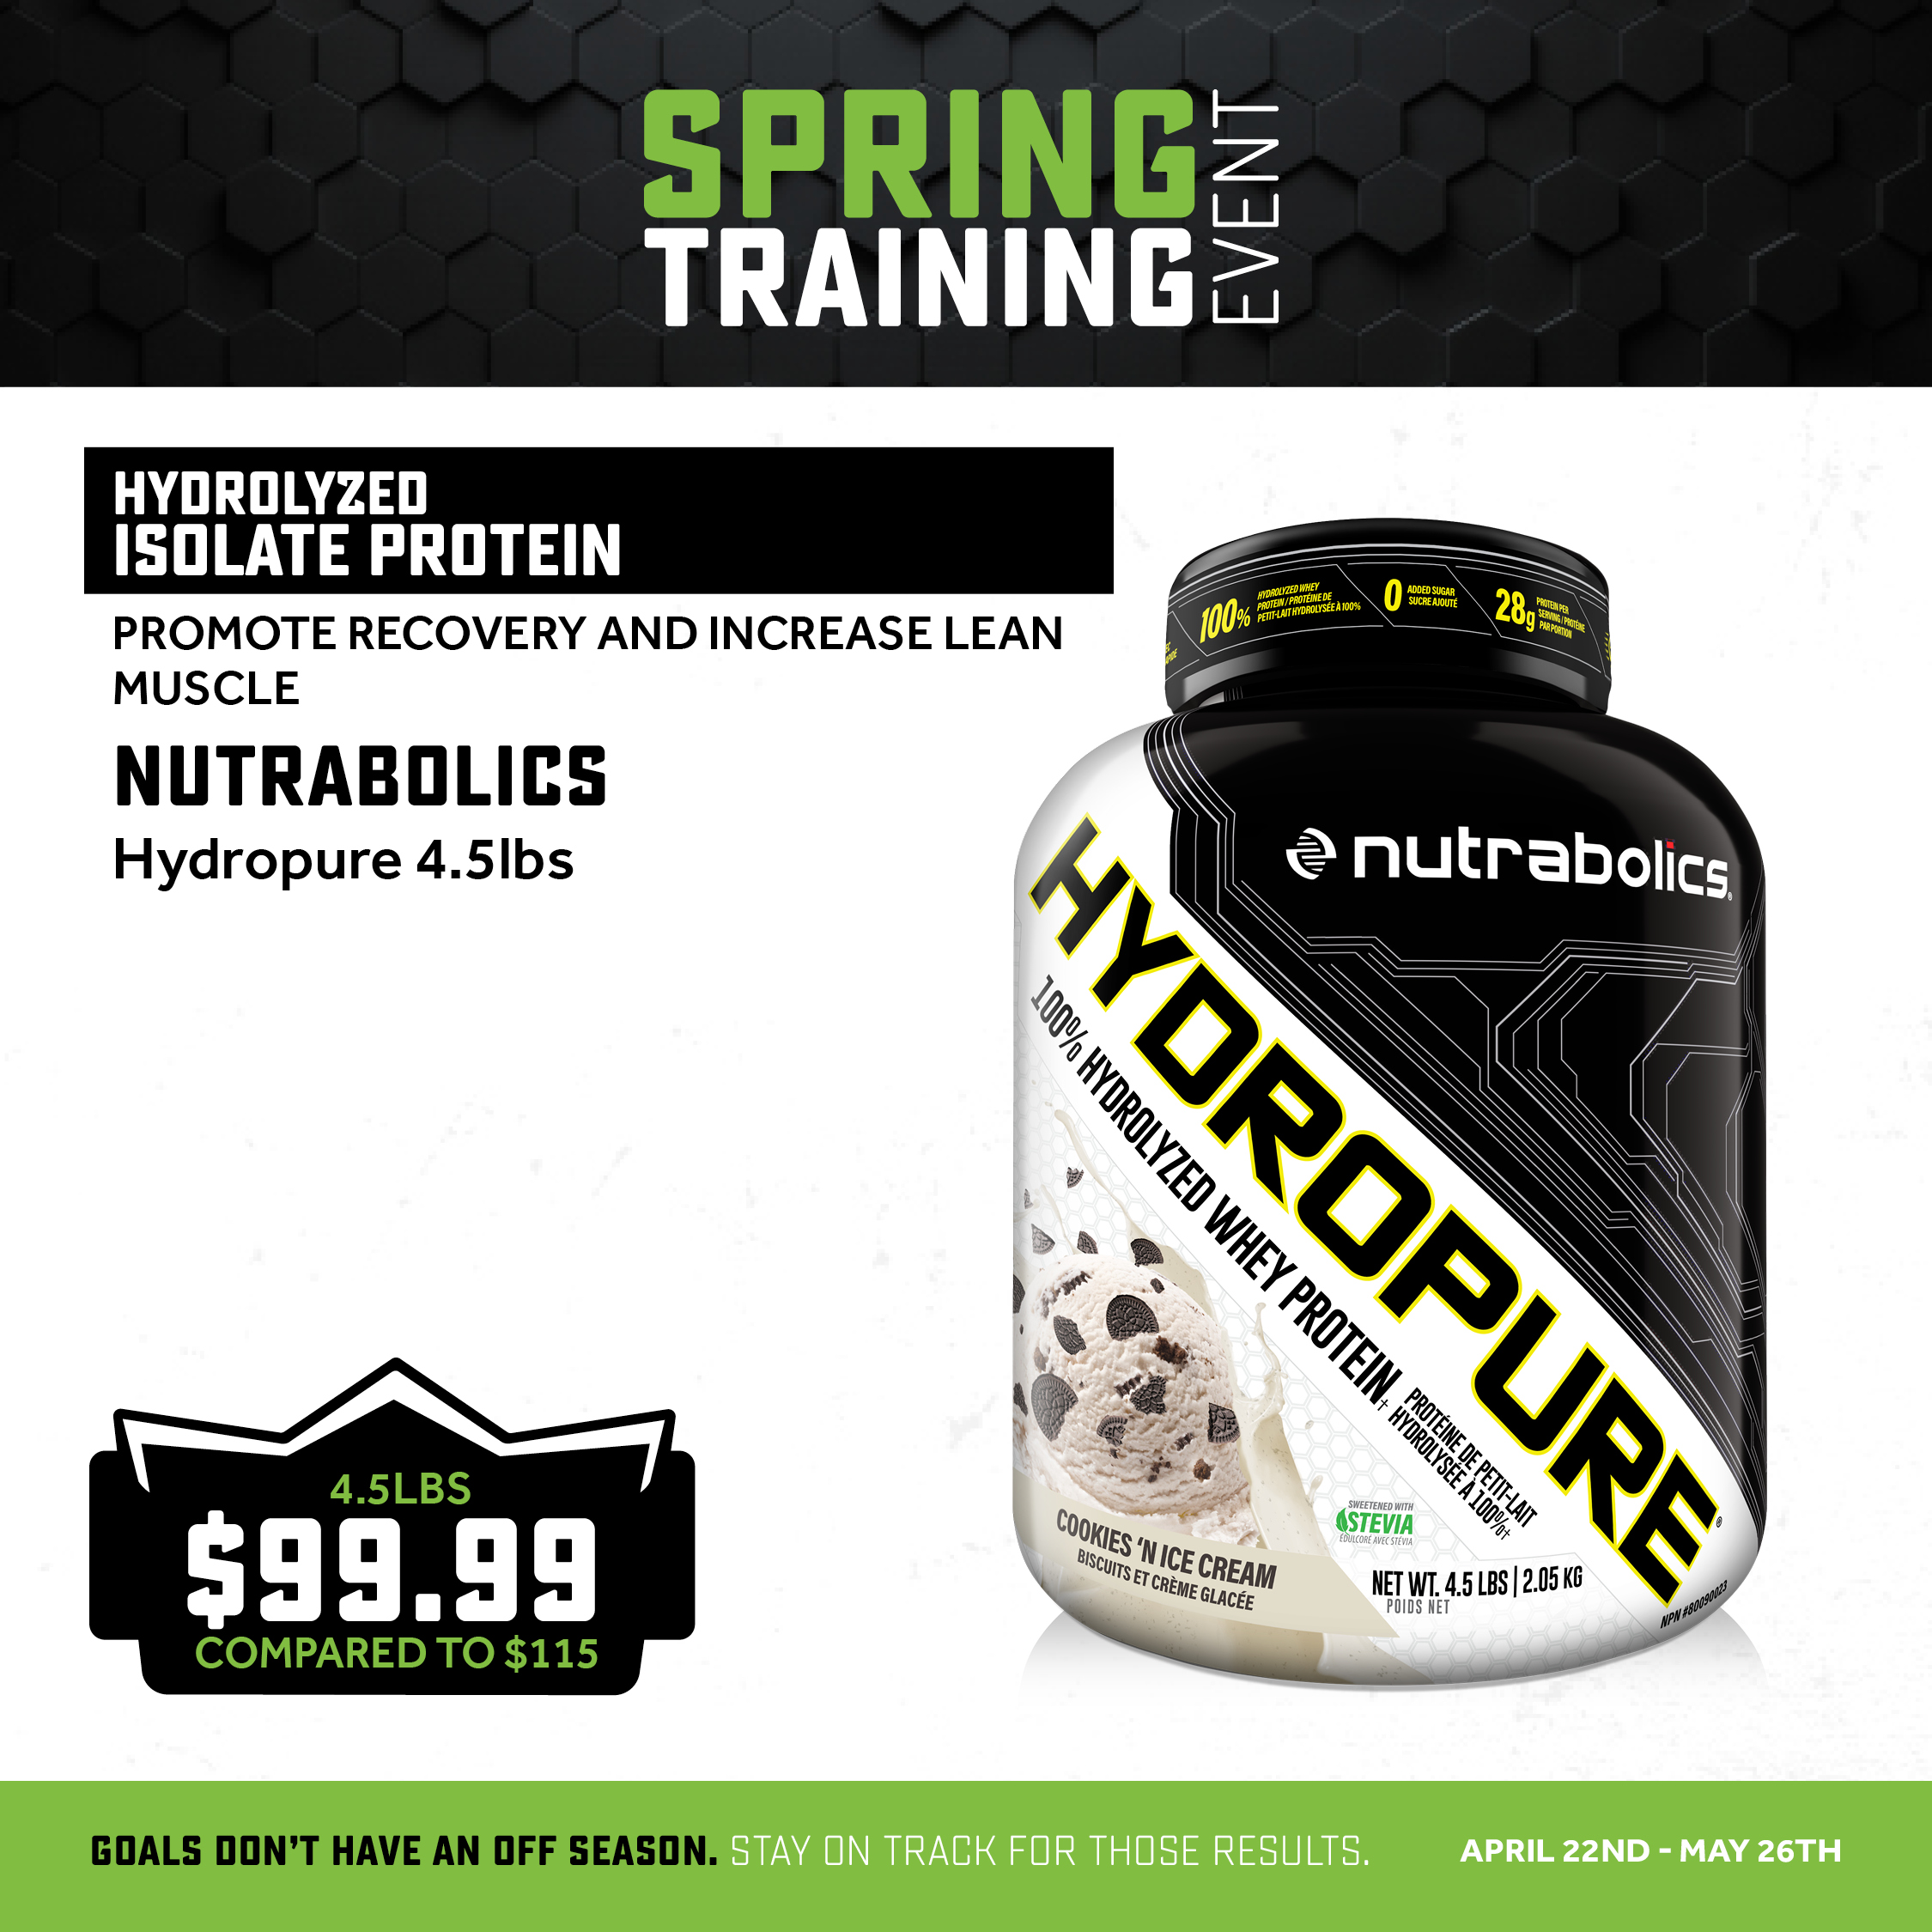 SPRING
TRAINING
EVENT
HYDROLYZED
ISOLATE PROTEIN
PROMOTE RECOVERY AND INCREASE LEAN
MUSCLE
NUTRABOLICS
Hydropure 4.5lbs
100% HYDROLYZED WHEY
PROTEIN / PROTÉINE DE
PETIT-LAIT HYDROLYSÉE À 100%
0 ADDED SUGAR
SUCRE AJOUTÉ
28g PROTEIN PER
SERVING / PROTÉINE
PAR PORTION
nutrabolics®
HYDROPURE®
100% HYDROLYZED WHEY PROTEIN†
PROTÉINE DE PETIT-LAIT
HYDROLYSÉE À 100%†
SWEETENED WITH
STEVIA
ÉDULCORÉ AVEC STÉVIA
COOKIES 'N ICE CREAM
BISCUITS ET CRÈME GLACÉE
NET WT. 4.5 LBS | 2.05 KG
POIDS NET
NPN #80090023
4.5LBS
$99.99
COMPARED TO $115
GOALS DON'T HAVE AN OFF SEASON. STAY ON TRACK FOR THOSE RESULTS.
APRIL 22ND - MAY 26TH